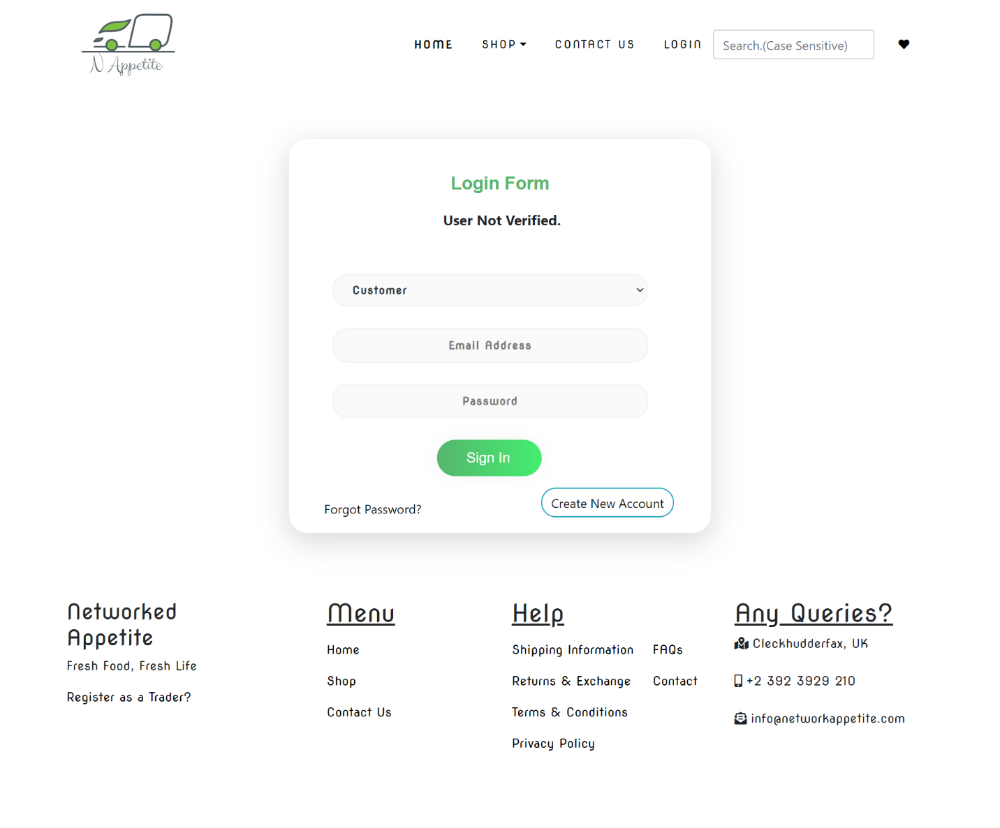 N Appetite
HOME SHOP CONTACT US LOGIN Search.(Case Sensitive)
Login Form
User Not Verified.
Customer
Email Address
Password
Sign In
Forgot Password?
Create New Account
Networked
Appetite
Fresh Food, Fresh Life
Register as a Trader?
Menu
Home
Shop
Contact Us
Help
Shipping Information
Returns & Exchange
Terms & Conditions
Privacy Policy
FAQs
Contact
Any Queries?
Cleckhudderfax, UK
+2 392 3929 210
info@networkappetite.com